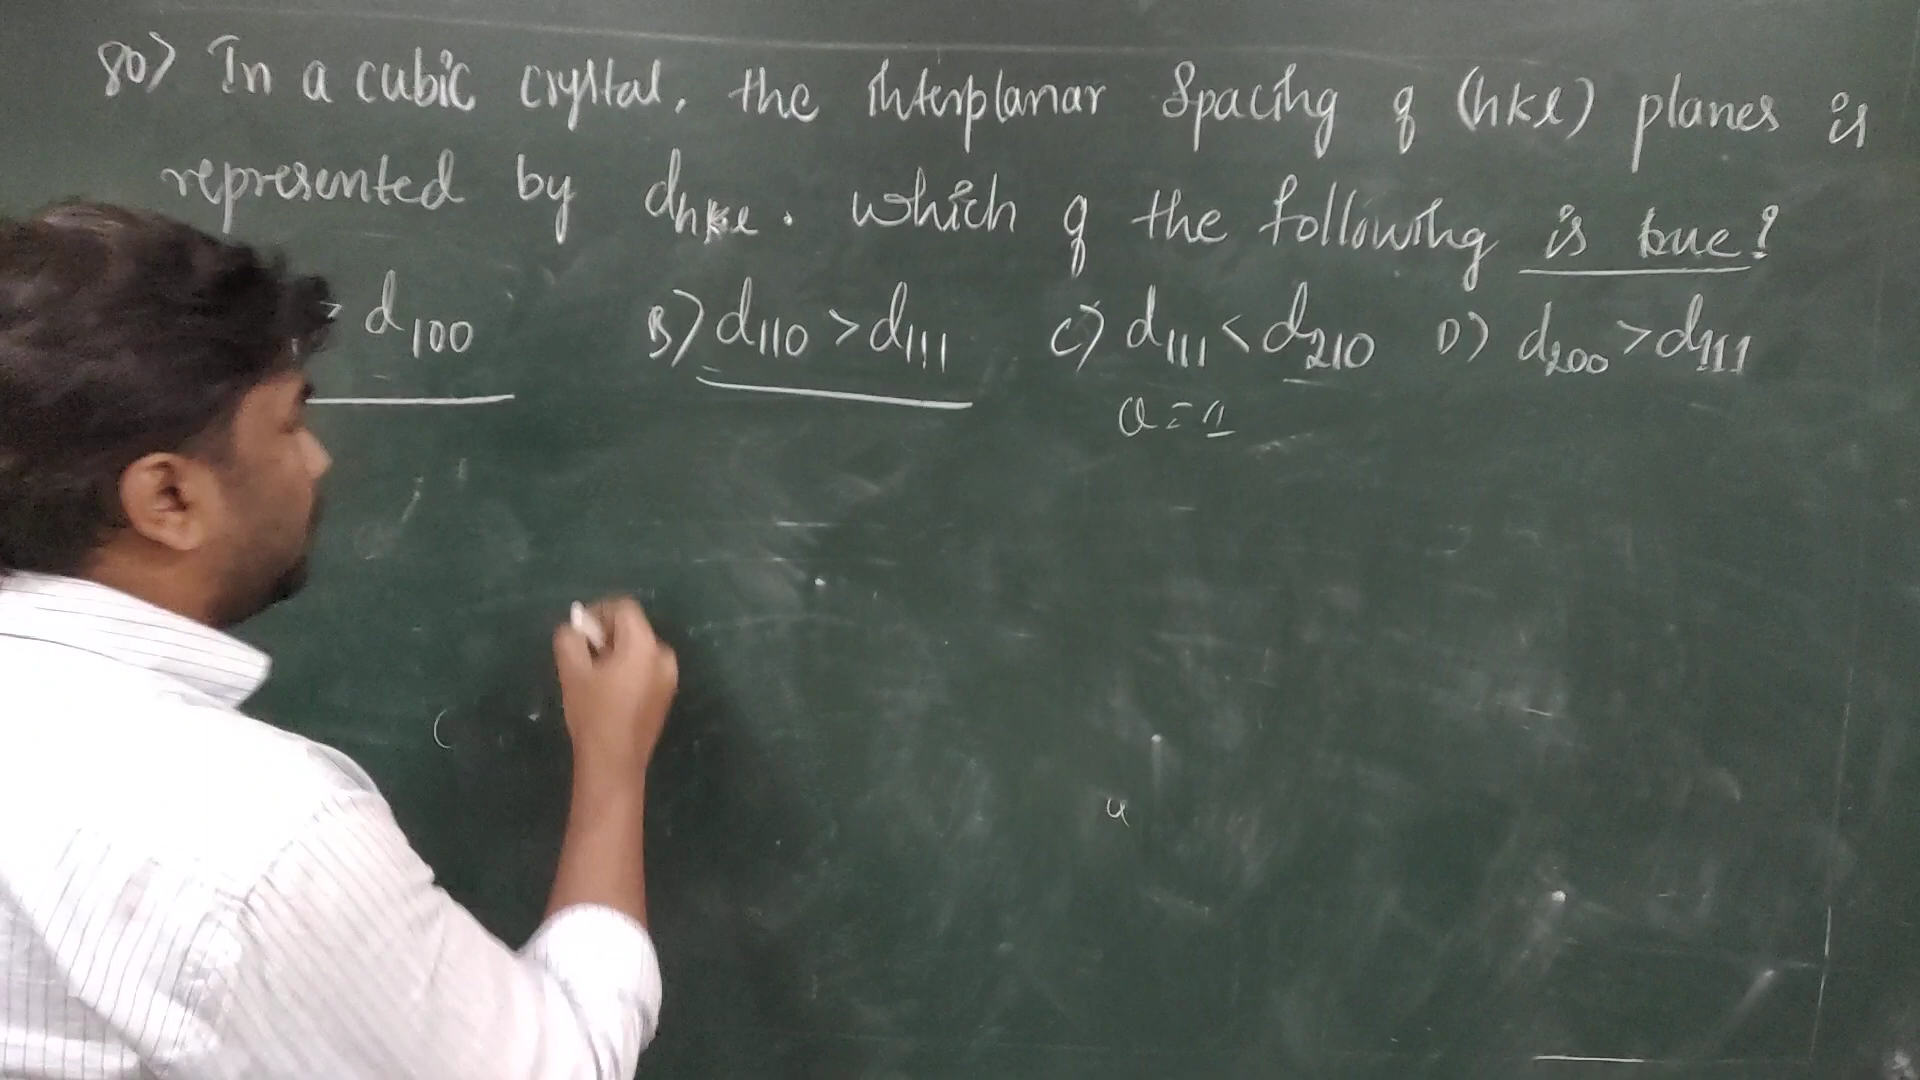 80) In a cubic crystal, the interplanar spacing of (hkl) planes is
represented by dhkl. which of the following is true?
> d100 B) d110 > d111 C) d111 < d210 D) d200 > d111
a = 1